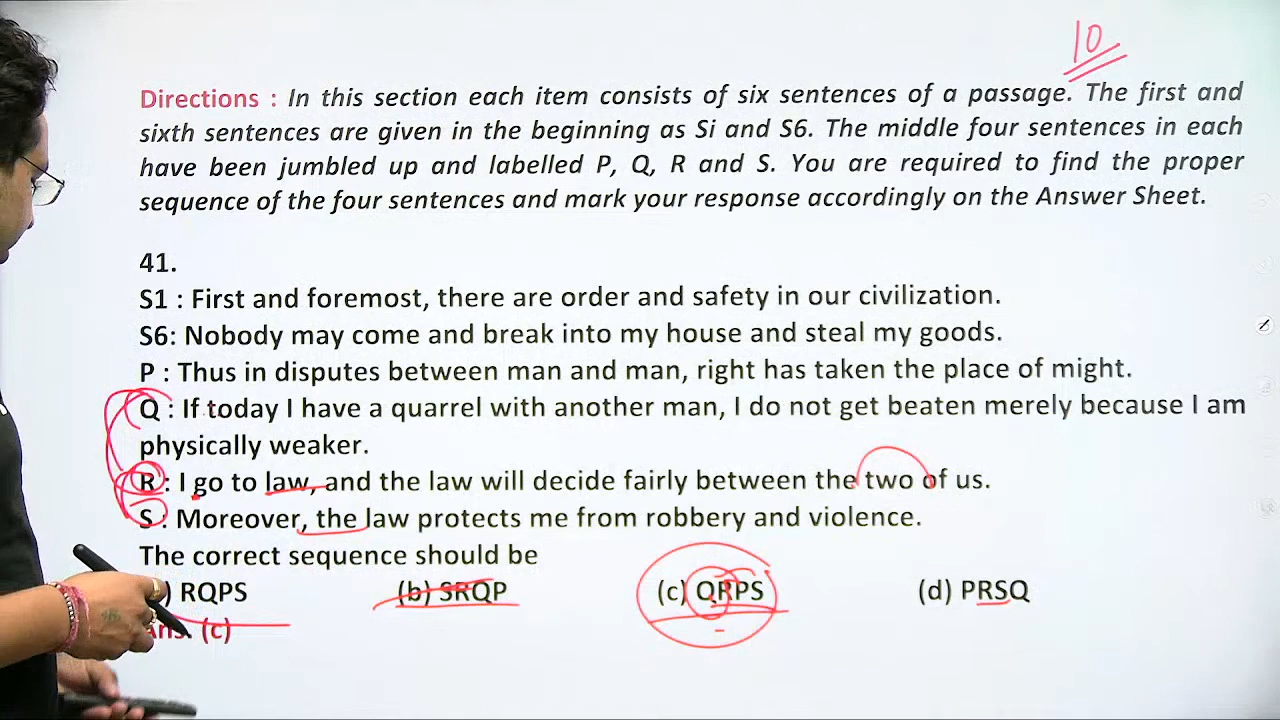 10
Directions : In this section each item consists of six sentences of a passage. The first and
sixth sentences are given in the beginning as Si and S6. The middle four sentences in each
have been jumbled up and labelled P, Q, R and S. You are required to find the proper
sequence of the four sentences and mark your response accordingly on the Answer Sheet.
41.
S1 : First and foremost, there are order and safety in our civilization.
S6: Nobody may come and break into my house and steal my goods.
P : Thus in disputes between man and man, right has taken the place of might.
Q : If today I have a quarrel with another man, I do not get beaten merely because I am
physically weaker.
R : I go to law, and the law will decide fairly between the two of us.
S : Moreover, the law protects me from robbery and violence.
The correct sequence should be
) RQPS (b) SRQP (c) QRPS (d) PRSQ
Ans. (c)